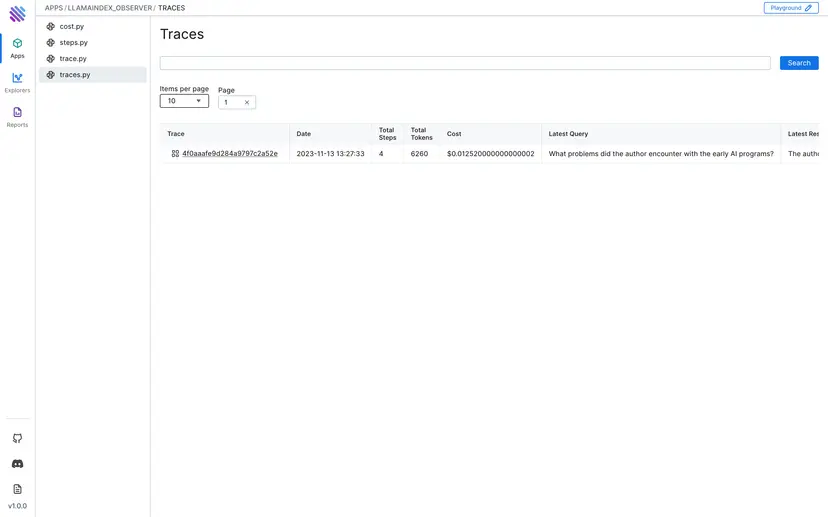 APPS / LLAMAINDEX_OBSERVER / TRACES
Playground
Apps
Explorers
Reports
v1.0.0
cost.py
steps.py
trace.py
traces.py
Traces
Search
Items per page
Page
10
1
Trace Date Total Steps Total Tokens Cost Latest Query Latest Res
4f0aaafe9d284a9797c2a52e 2023-11-13 13:27:33 4 6260 $0.012520000000000002 What problems did the author encounter with the early AI programs? The autho